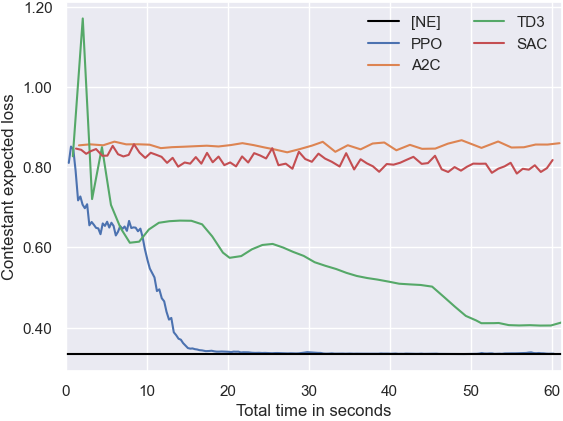 1.20
1.00
0.80
0.60
0.40
Contestant expected loss
[NE]
PPO
A2C
TD3
SAC
0 10 20 30 40 50 60
Total time in seconds